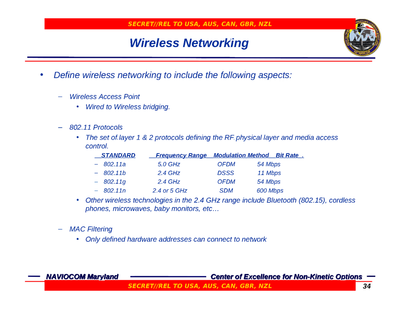 SECRET//REL TO USA, AUS, CAN, GBR, NZL
Wireless Networking
• Define wireless networking to include the following aspects:
– Wireless Access Point
• Wired to Wireless bridging.
– 802.11 Protocols
• The set of layer 1 & 2 protocols defining the RF physical layer and media access
control.
STANDARD Frequency Range Modulation Method Bit Rate .
– 802.11a 5.0 GHz OFDM 54 Mbps
– 802.11b 2.4 GHz DSSS 11 Mbps
– 802.11g 2.4 GHz OFDM 54 Mbps
– 802.11n 2.4 or 5 GHz SDM 600 Mbps
• Other wireless technologies in the 2.4 GHz range include Bluetooth (802.15), cordless
phones, microwaves, baby monitors, etc…
– MAC Filtering
• Only defined hardware addresses can connect to network
NAVIOCOM Maryland Center of Excellence for Non-Kinetic Options
SECRET//REL TO USA, AUS, CAN, GBR, NZL
34